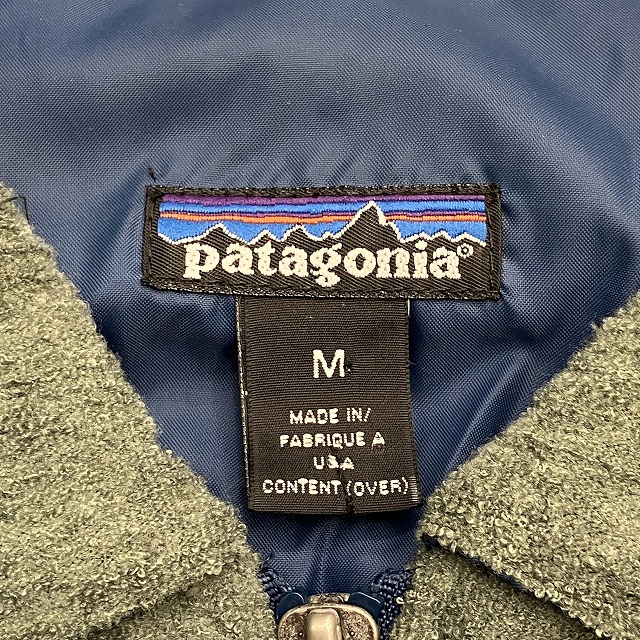 patagonia®
M
MADE IN/
FABRIQUE A
USA
CONTENT (OVER)